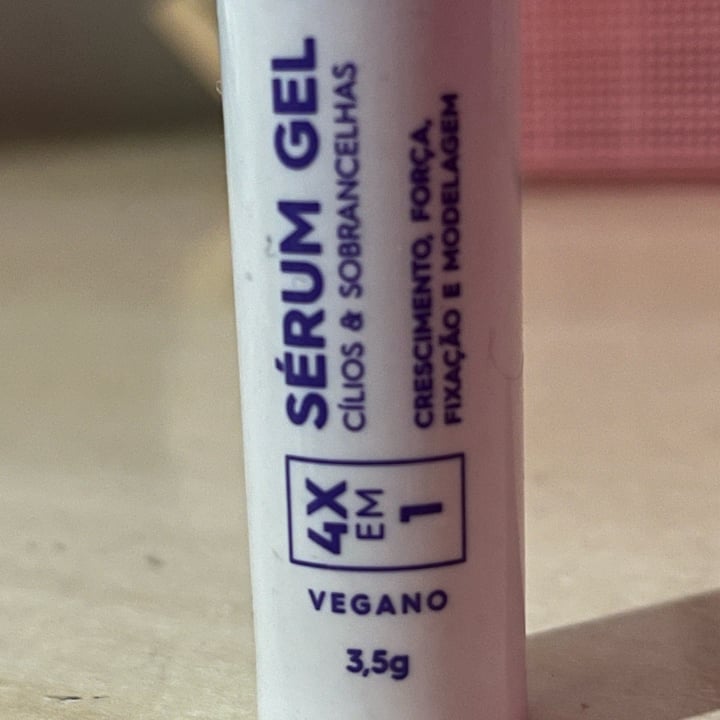 SÉRUM GEL
CÍLIOS & SOBRANCELHAS
CRESCIMENTO, FORÇA,
FIXAÇÃO E MODELAGEM
4X
EM
1
VEGANO
3,5g